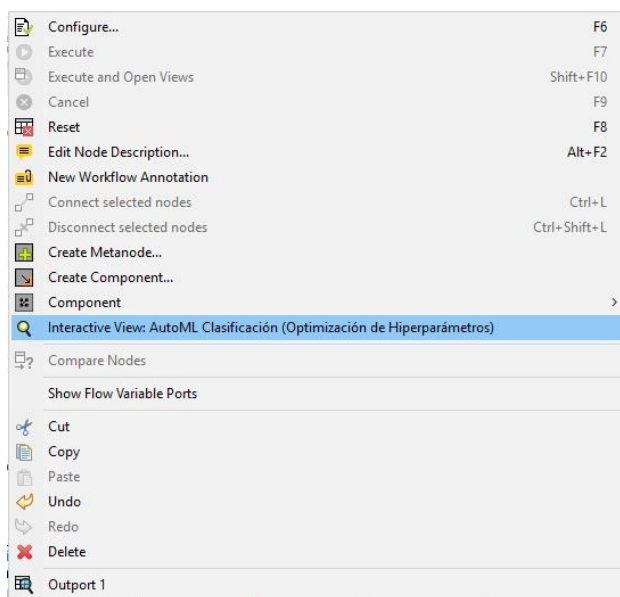 Configure... F6
Execute F7
Execute and Open Views Shift+F10
Cancel F9
Reset F8
Edit Node Description... Alt+F2
New Workflow Annotation
Connect selected nodes Ctrl+L
Disconnect selected nodes Ctrl+Shift+L
Create Metanode...
Create Component...
Component
Interactive View: AutoML Clasificación (Optimización de Hiperparámetros)
Compare Nodes
Show Flow Variable Ports
Cut
Copy
Paste
Undo
Redo
Delete
Outport 1